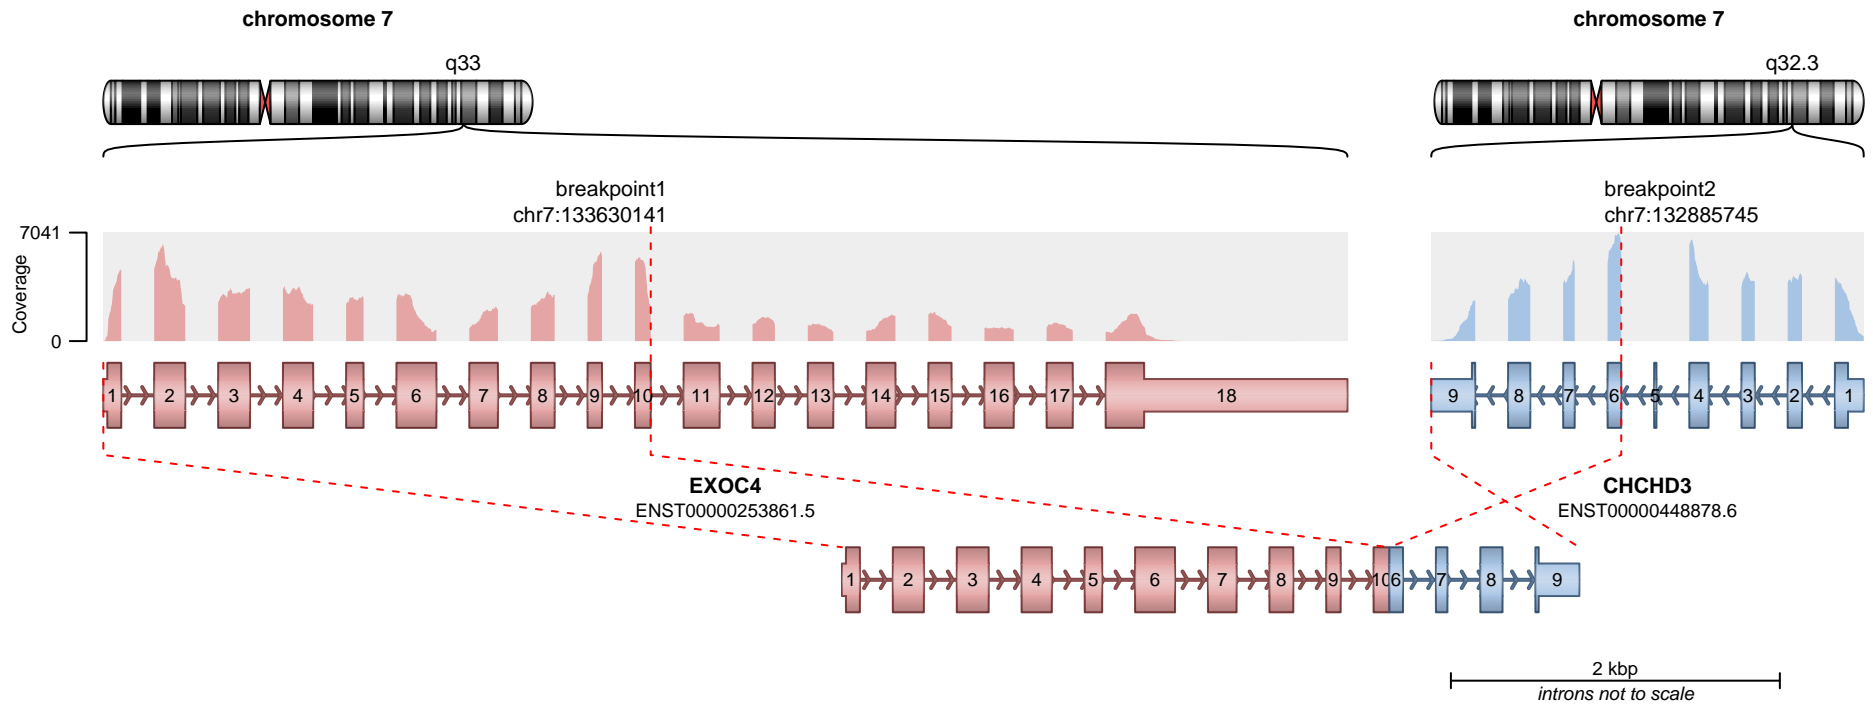 chromosome 7
chromosome 7
q33
q32.3
breakpoint1
chr7:133630141
breakpoint2
chr7:132885745
7041
0
Coverage
1 2 3 4 5 6 7 8 9 10 11 12 13 14 15 16 17 18
9 8 7 6 5 4 3 2 1
EXOC4
ENST00000253861.5
CHCHD3
ENST00000448878.6
1 2 3 4 5 6 7 8 9 10 6 7 8 9
2 kbp
introns not to scale